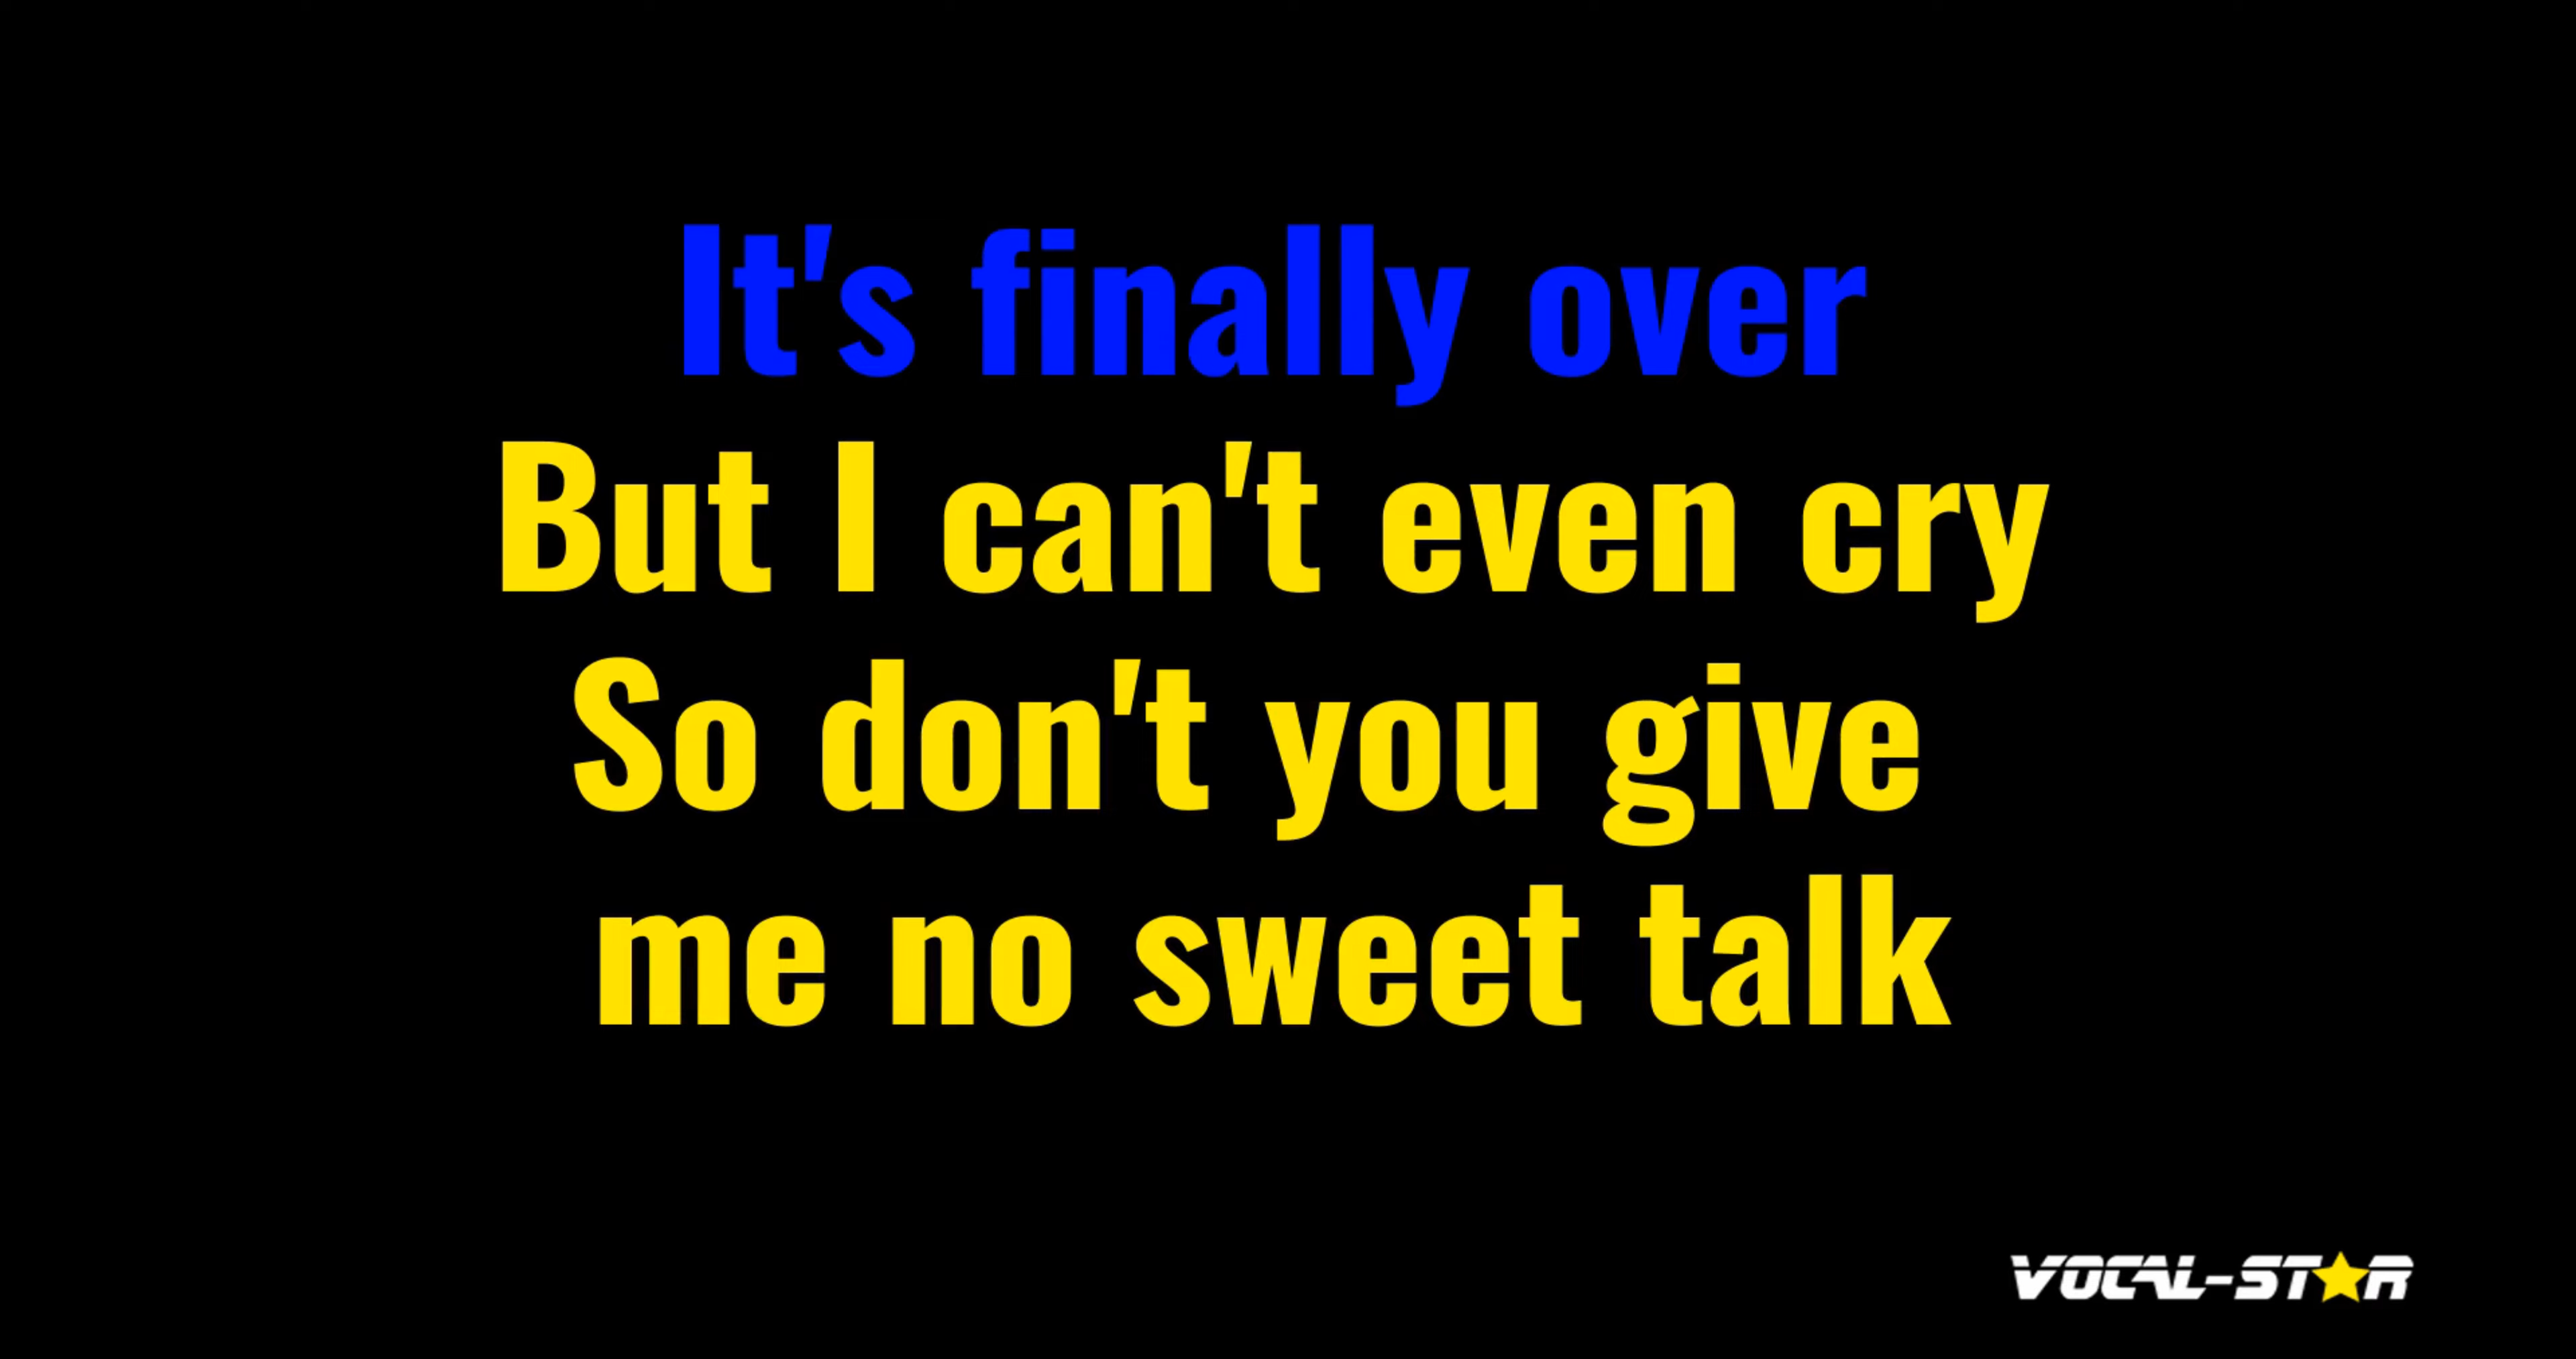 It's finally over
But I can't even cry
So don't you give
me no sweet talk
VOCAL-STAR